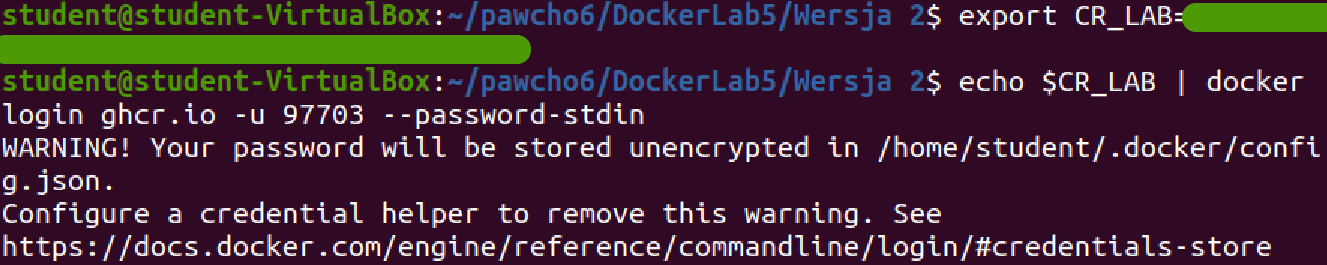 student@student-VirtualBox:~/pawcho6/DockerLab5/Wersja 2$ export CR_LAB=
student@student-VirtualBox:~/pawcho6/DockerLab5/Wersja 2$ echo $CR_LAB | docker
login ghcr.io -u 97703 --password-stdin
WARNING! Your password will be stored unencrypted in /home/student/.docker/confi
g.json.
Configure a credential helper to remove this warning. See
https://docs.docker.com/engine/reference/commandline/login/#credentials-store